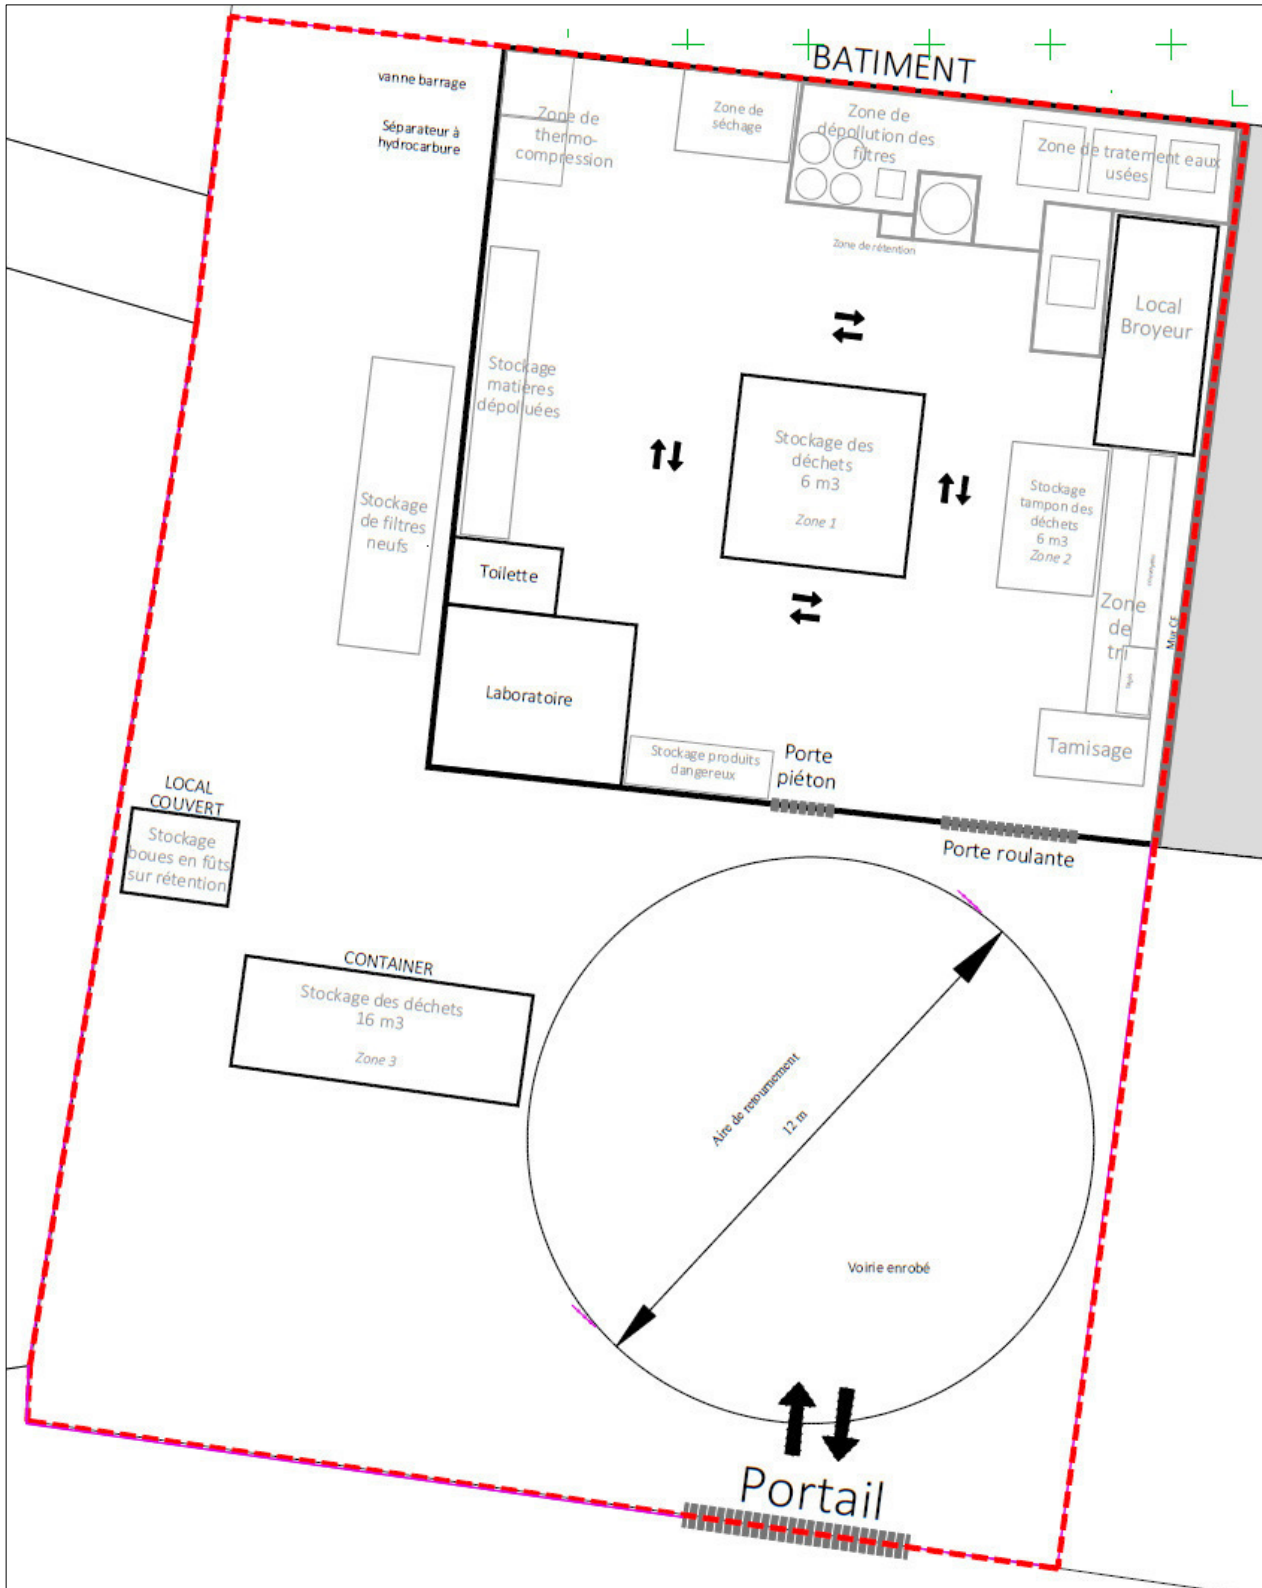 BATIMENT
vanne barrage
Séparateur à
hydrocarbure
Zone de
thermo-
compression
Zone de
séchage
Zone de
dépollution des
filtres
Zone de tratement eaux
usées
Zone de rétention
Local
Broyeur
Stockage
matières
dépolluées
Stockage des
déchets
6 m3
Zone 1
Stockage
tampon des
déchets
6 m3
Zone 2
Stockage
de filtres
neufs
Toilette
Zone
de
tri
Mur CF
Laboratoire
Stockage produits
dangereux
Porte
piéton
Tamisage
Porte roulante
LOCAL
COUVERT
Stockage
boues en fûts
sur rétention
CONTAINER
Stockage des déchets
16 m3
Zone 3
Aire de retournement
12 m
Voirie enrobé
Portail